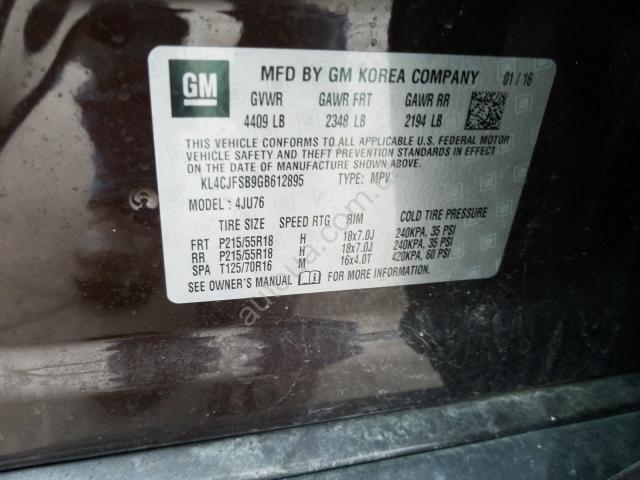 GM
MFD BY GM KOREA COMPANY 01/16
GVWR GAWR FRT GAWR RR
4409 LB 2348 LB 2194 LB
THIS VEHICLE CONFORMS TO ALL APPLICABLE U.S. FEDERAL MOTOR
VEHICLE SAFETY AND THEFT PREVENTION STANDARDS IN EFFECT
ON THE DATE OF MANUFACTURE SHOWN ABOVE.
KL4CJFSB9GB612895 TYPE: MPV
MODEL: 4JU76
TIRE SIZE SPEED RTG RIM COLD TIRE PRESSURE
FRT P215/55R18 H 18x7.0J 240KPA, 35 PSI
RR P215/55R18 H 18x7.0J 240KPA, 35 PSI
SPA T125/70R16 M 16x4.0T 420KPA, 60 PSI
SEE OWNER'S MANUAL FOR MORE INFORMATION.